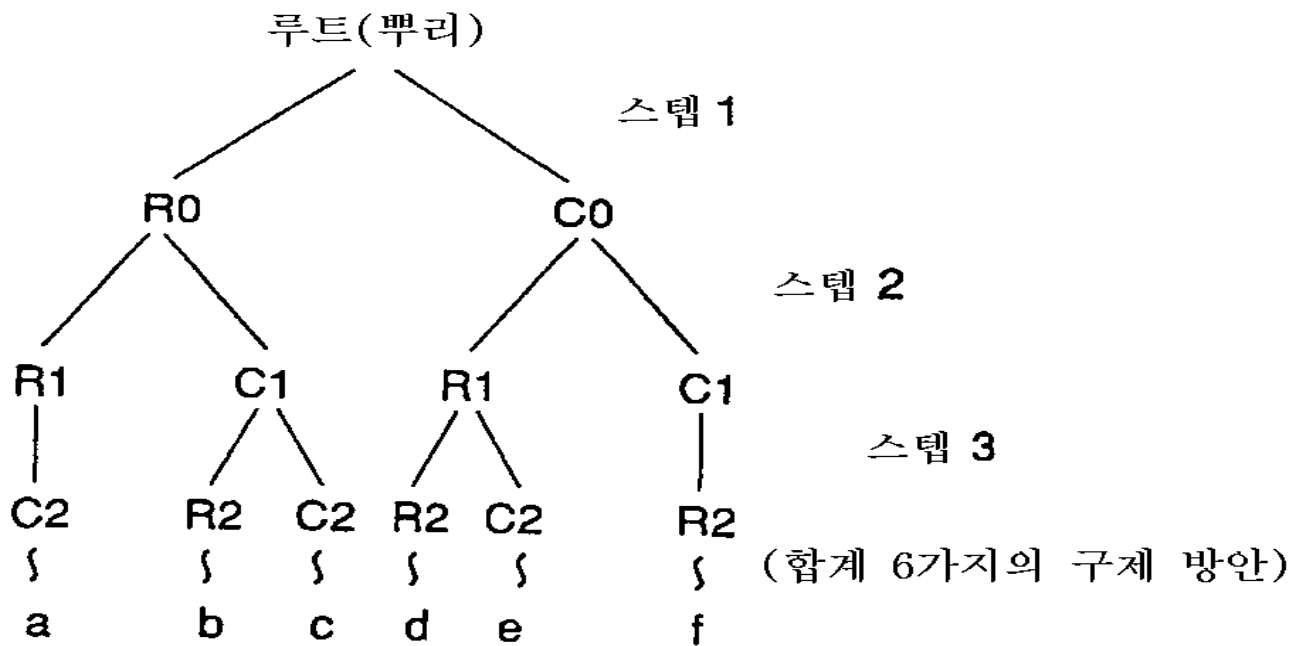 루트(뿌리)
스텝 1
R0 C0
스텝 2
R1 C1 R1 C1
스텝 3
C2 R2 C2 R2 C2 R2
(합계 6가지의 구제 방안)
a b c d e f